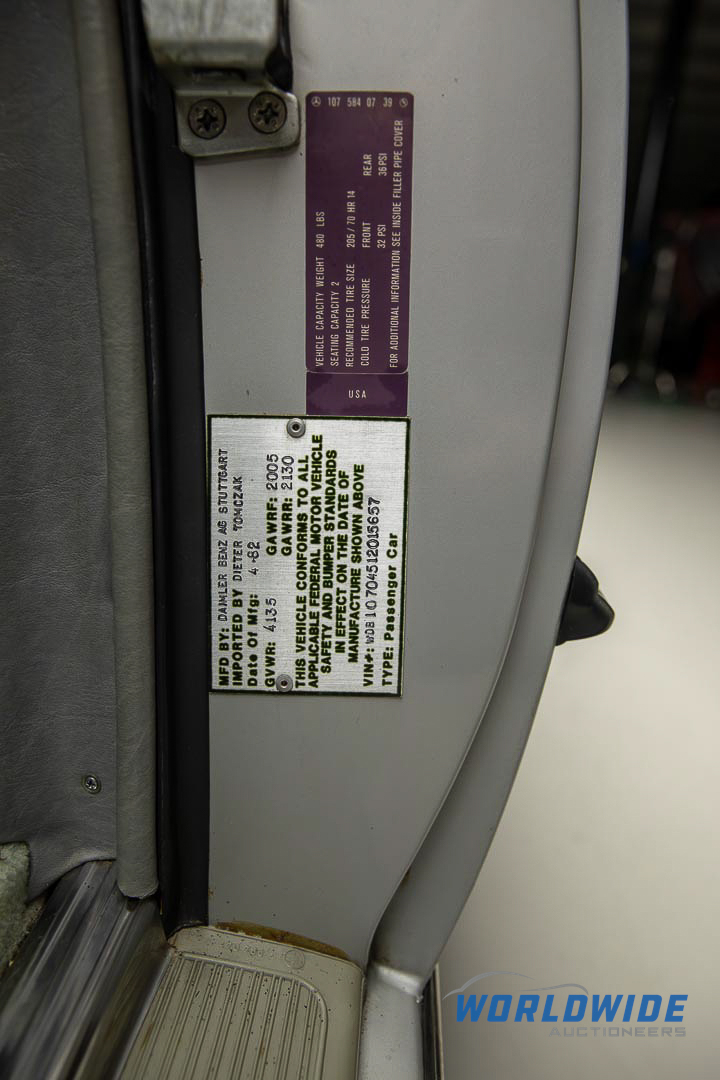 107 584 07 39
VEHICLE CAPACITY WEIGHT 480 LBS
SEATING CAPACITY 2
RECOMMENDED TIRE SIZE 205 / 70 HR 14
COLD TIRE PRESSURE FRONT REAR
32 PSI 36 PSI
FOR ADDITIONAL INFORMATION SEE INSIDE FILLER PIPE COVER
USA
MFD BY: DAIMLER BENZ AG STUTTGART
IMPORTED BY DIETER TOMCZAK
Date Of Mfg: 4-82
GVWR: 4135 GAWRF: 2005
GAWRR: 2130
THIS VEHICLE CONFORMS TO ALL
APPLICABLE FEDERAL MOTOR VEHICLE
SAFETY AND BUMPER STANDARDS
IN EFFECT ON THE DATE OF
MANUFACTURE SHOWN ABOVE
VIN#: WDB10704512015657
TYPE: Passenger Car
WORLDWIDE
AUCTIONEERS